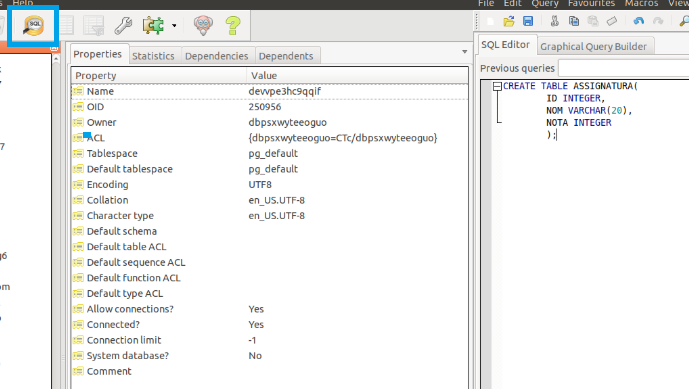 Help
SQL
Properties
Statistics
Dependencies
Dependents
Property Value
Name devvpe3hc9qqif
OID 250956
Owner dbpsxwyteeoguo
ACL {dbpsxwyteeoguo=CTc/dbpsxwyteeoguo}
Tablespace pg_default
Default tablespace pg_default
Encoding UTF8
Collation en_US.UTF-8
Character type en_US.UTF-8
Default schema
Default table ACL
Default sequence ACL
Default function ACL
Default type ACL
Allow connections? Yes
Connected? Yes
Connection limit -1
System database? No
Comment
File Edit Query Favourites Macros View
SQL Editor
Graphical Query Builder
Previous queries
CREATE TABLE ASSIGNATURA(
ID INTEGER,
NOM VARCHAR(20),
NOTA INTEGER
);